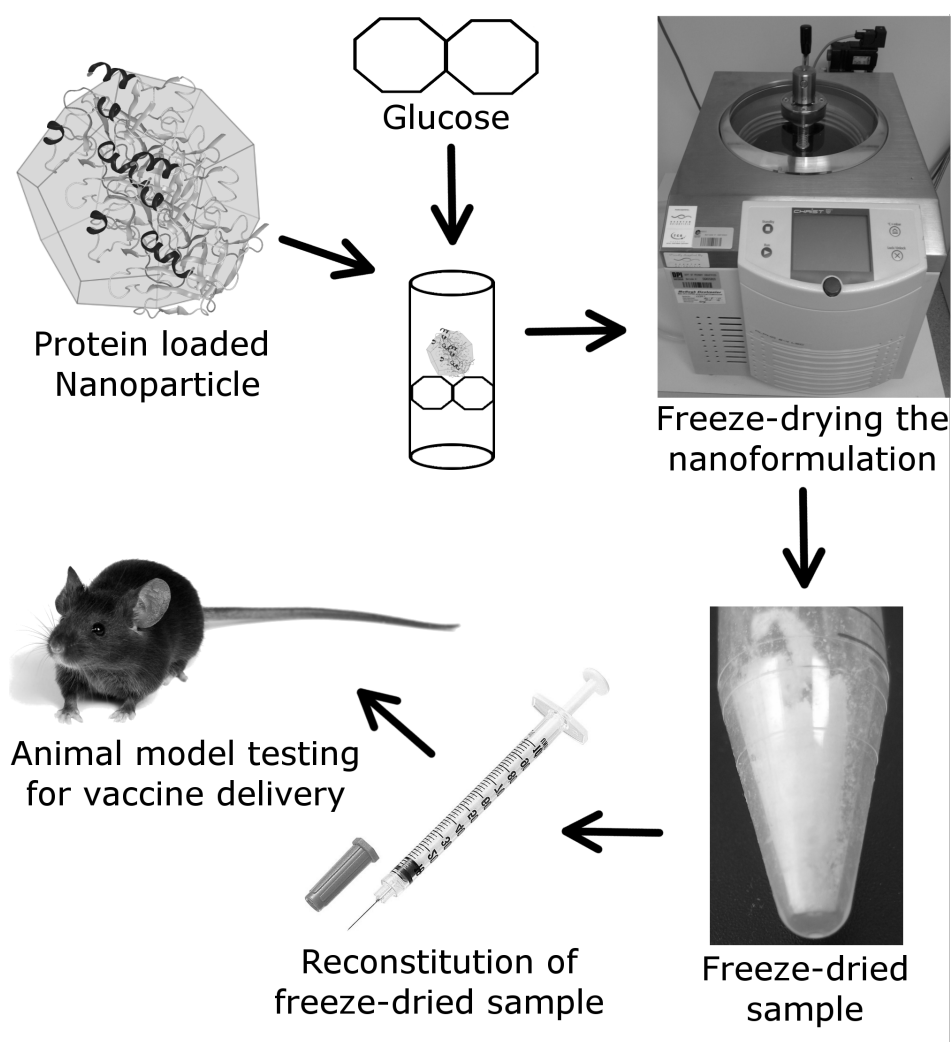 Glucose
Protein loaded
Nanoparticle
CHRIST
Freeze-drying the
nanoformulation
Animal model testing
for vaccine delivery
Reconstitution of
freeze-dried sample
Freeze-dried
sample